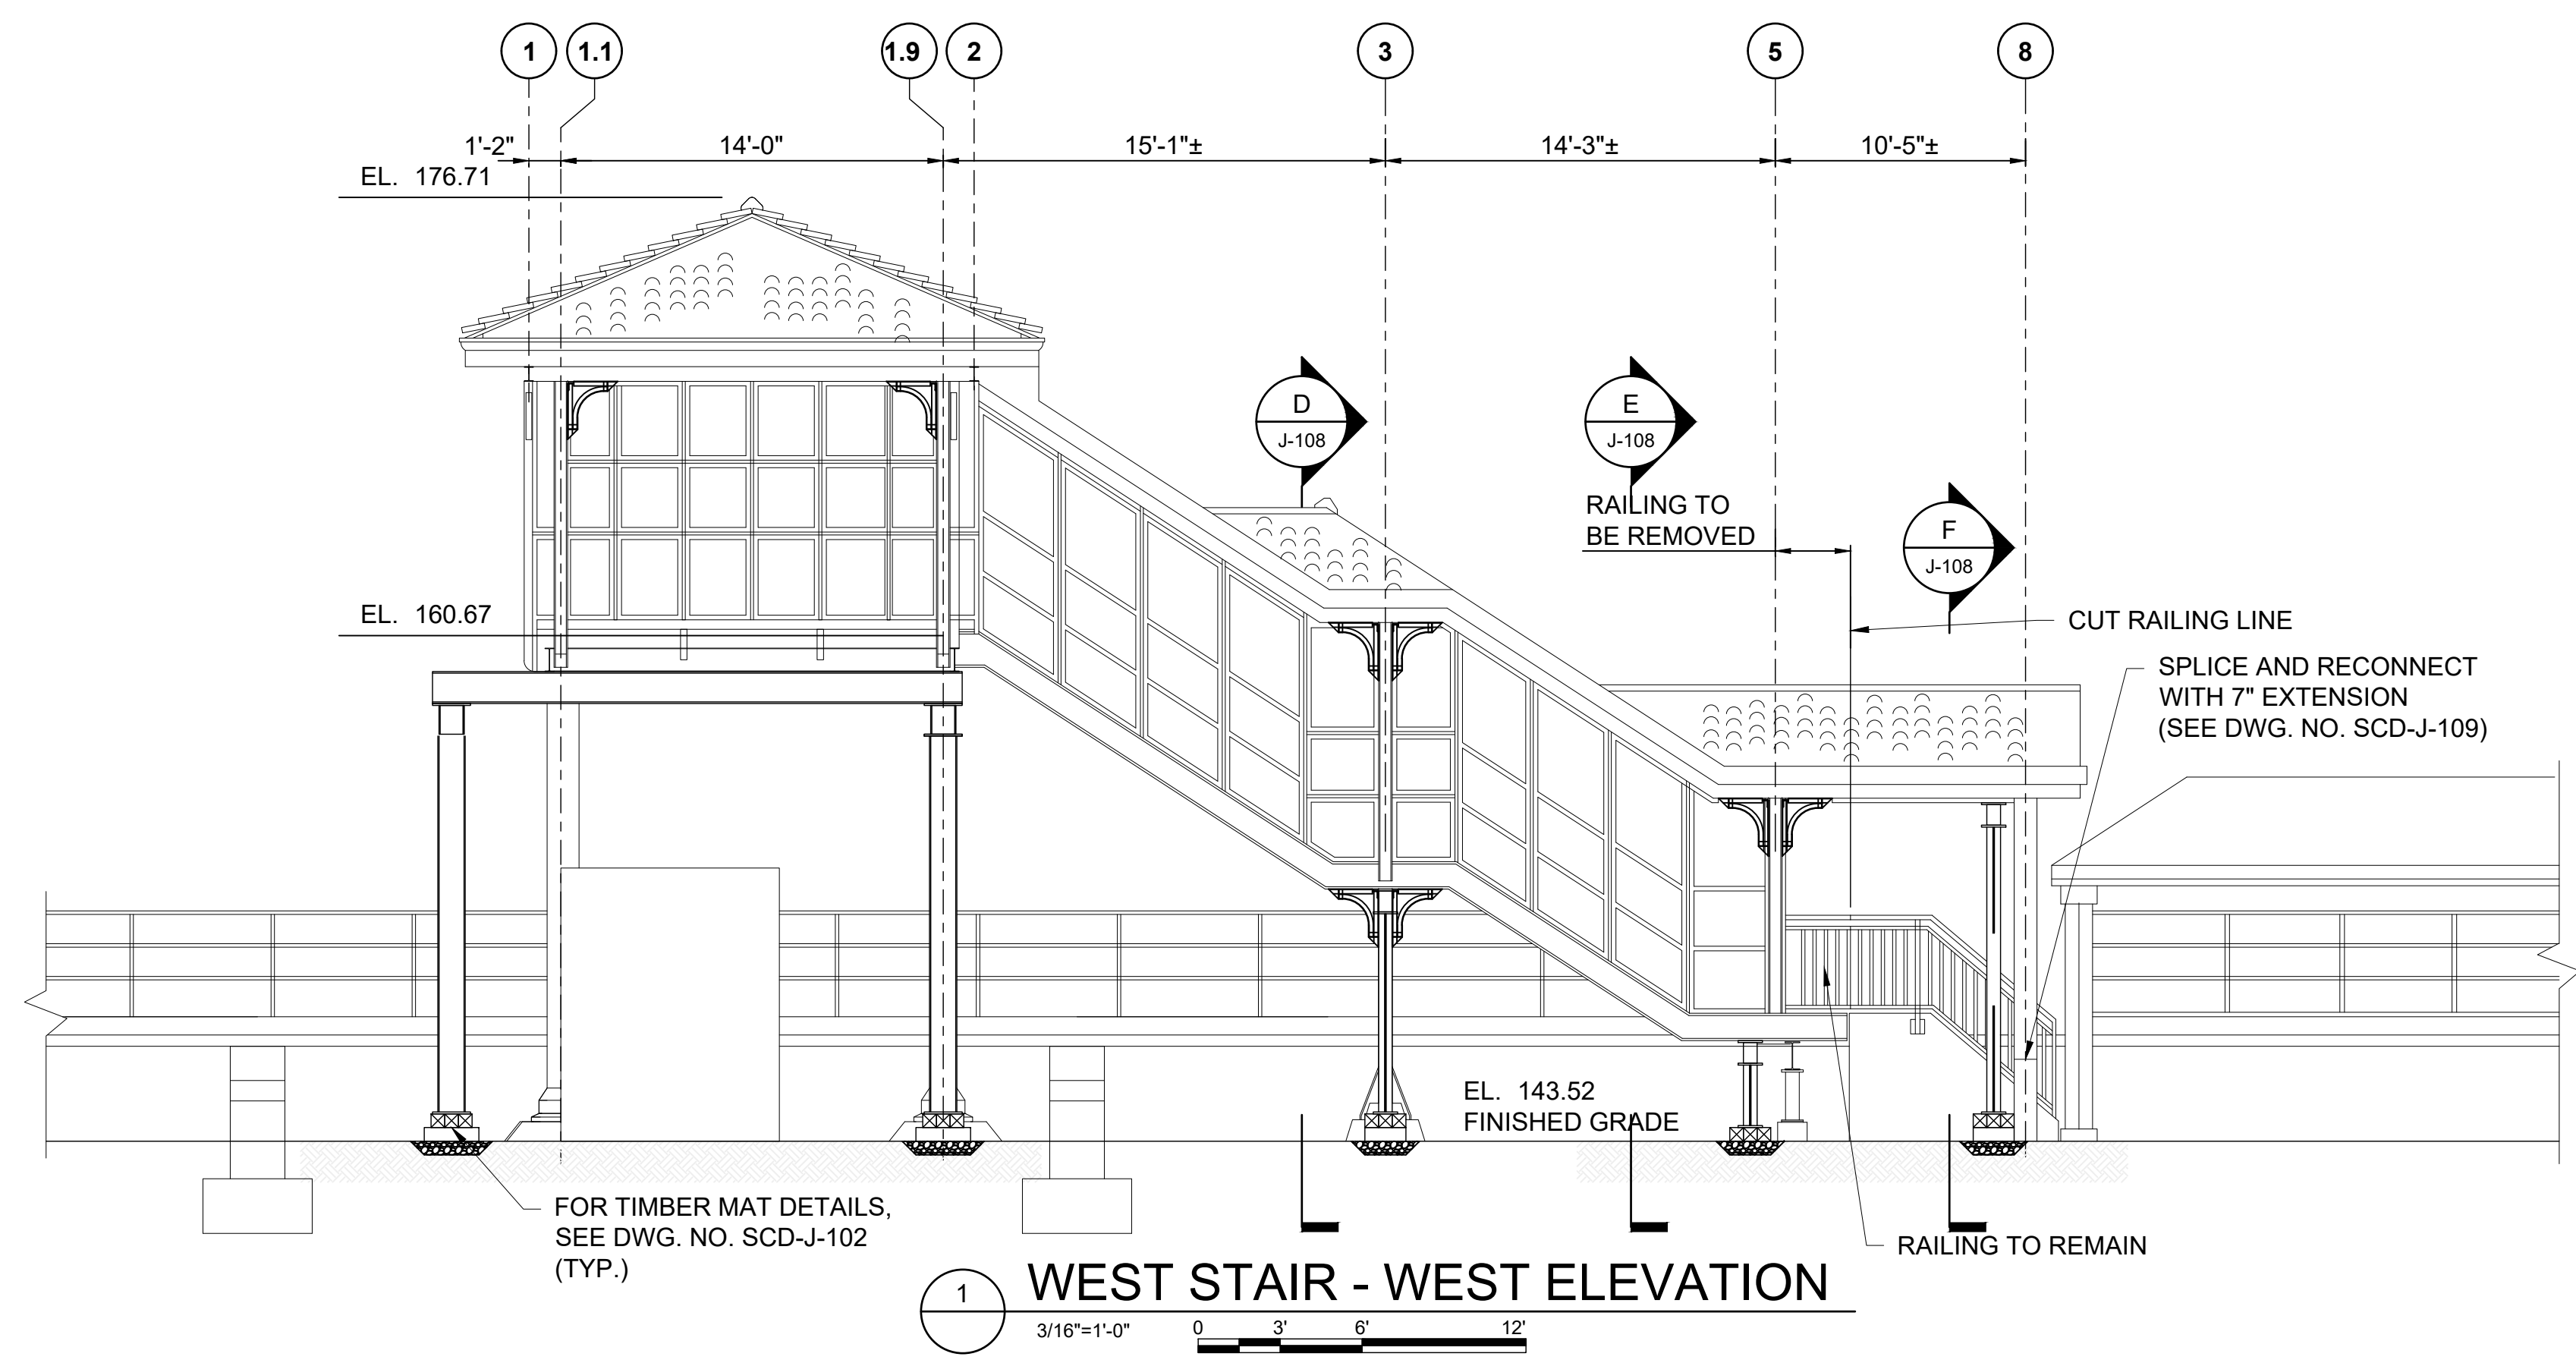 1 1.1 1.9 2 3 5 8
1'-2" 14'-0" 15'-1"± 14'-3"± 10'-5"±
EL. 176.71
D
J-108
E
J-108
RAILING TO
BE REMOVED
F
J-108
EL. 160.67
CUT RAILING LINE
SPLICE AND RECONNECT
WITH 7" EXTENSION
(SEE DWG. NO. SCD-J-109)
EL. 143.52
FINISHED GRADE
FOR TIMBER MAT DETAILS,
SEE DWG. NO. SCD-J-102
(TYP.)
RAILING TO REMAIN
1
WEST STAIR - WEST ELEVATION
3/16"=1'-0"
0 3' 6' 12'